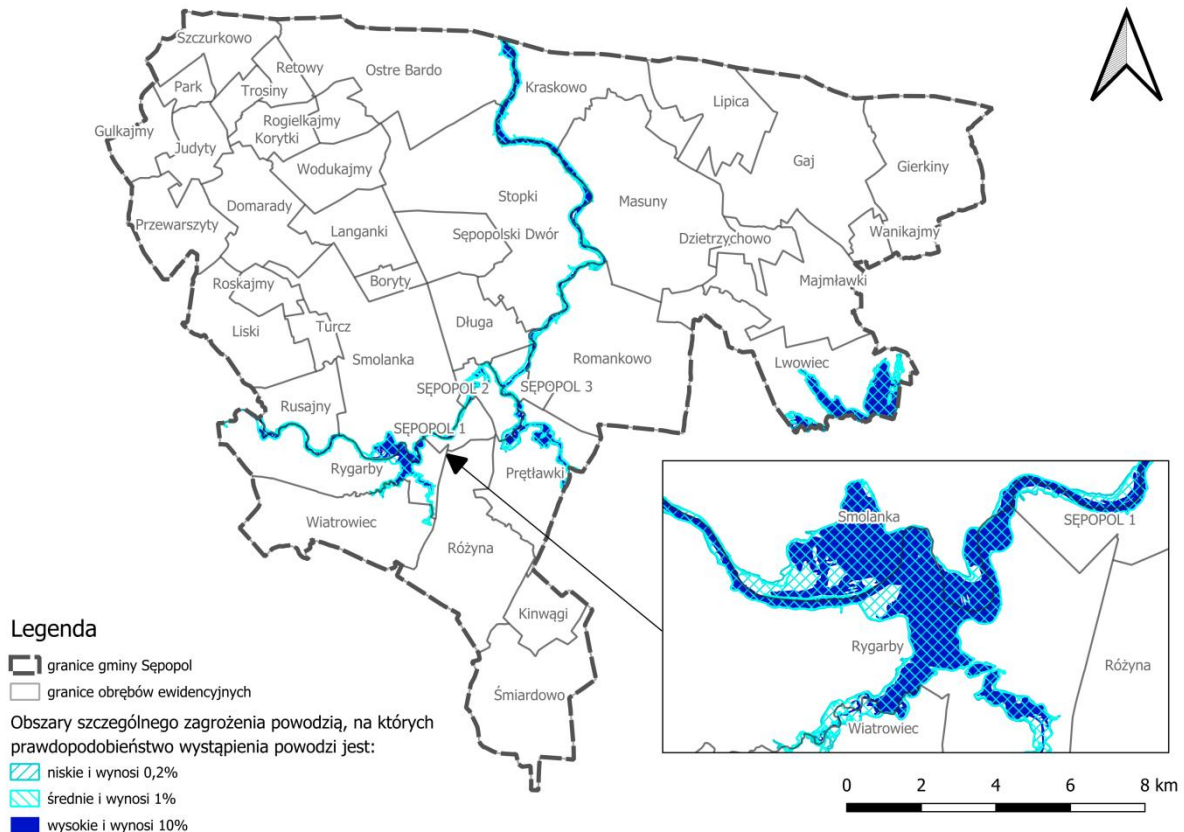 Szczurkowo
Retowy
Ostre Bardo
Park
Trosiny
Kraskowo
Lipica
Gulkajmy
Rogielkajmy
Korytki
Judyty
Wodukajmy
Gaj
Gierkiny
Stopki
Masuny
Przewarszyty
Domarady
Langanki
Sępopolski Dwór
Dzietrzychowo
Wanikajmy
Roskajmy
Boryty
Majmławki
Liski
Turcz
Długa
Smolanka
Romankowo
Lwowiec
SĘPOPOL 2
SĘPOPOL 3
Rusajny
SĘPOPOL 1
Rygarby
Prętławki
Wiatrowiec
Różyna
Kinwągi
Śmiardowo
Smolanka
SĘPOPOL 1
Rygarby
Różyna
Wiatrowiec
Legenda
granice gminy Sępopol
granice obrębów ewidencyjnych
Obszary szczególnego zagrożenia powodzią, na których
prawdopodobieństwo wystąpienia powodzi jest:
niskie i wynosi 0,2%
średnie i wynosi 1%
wysokie i wynosi 10%
0 2 4 6 8 km